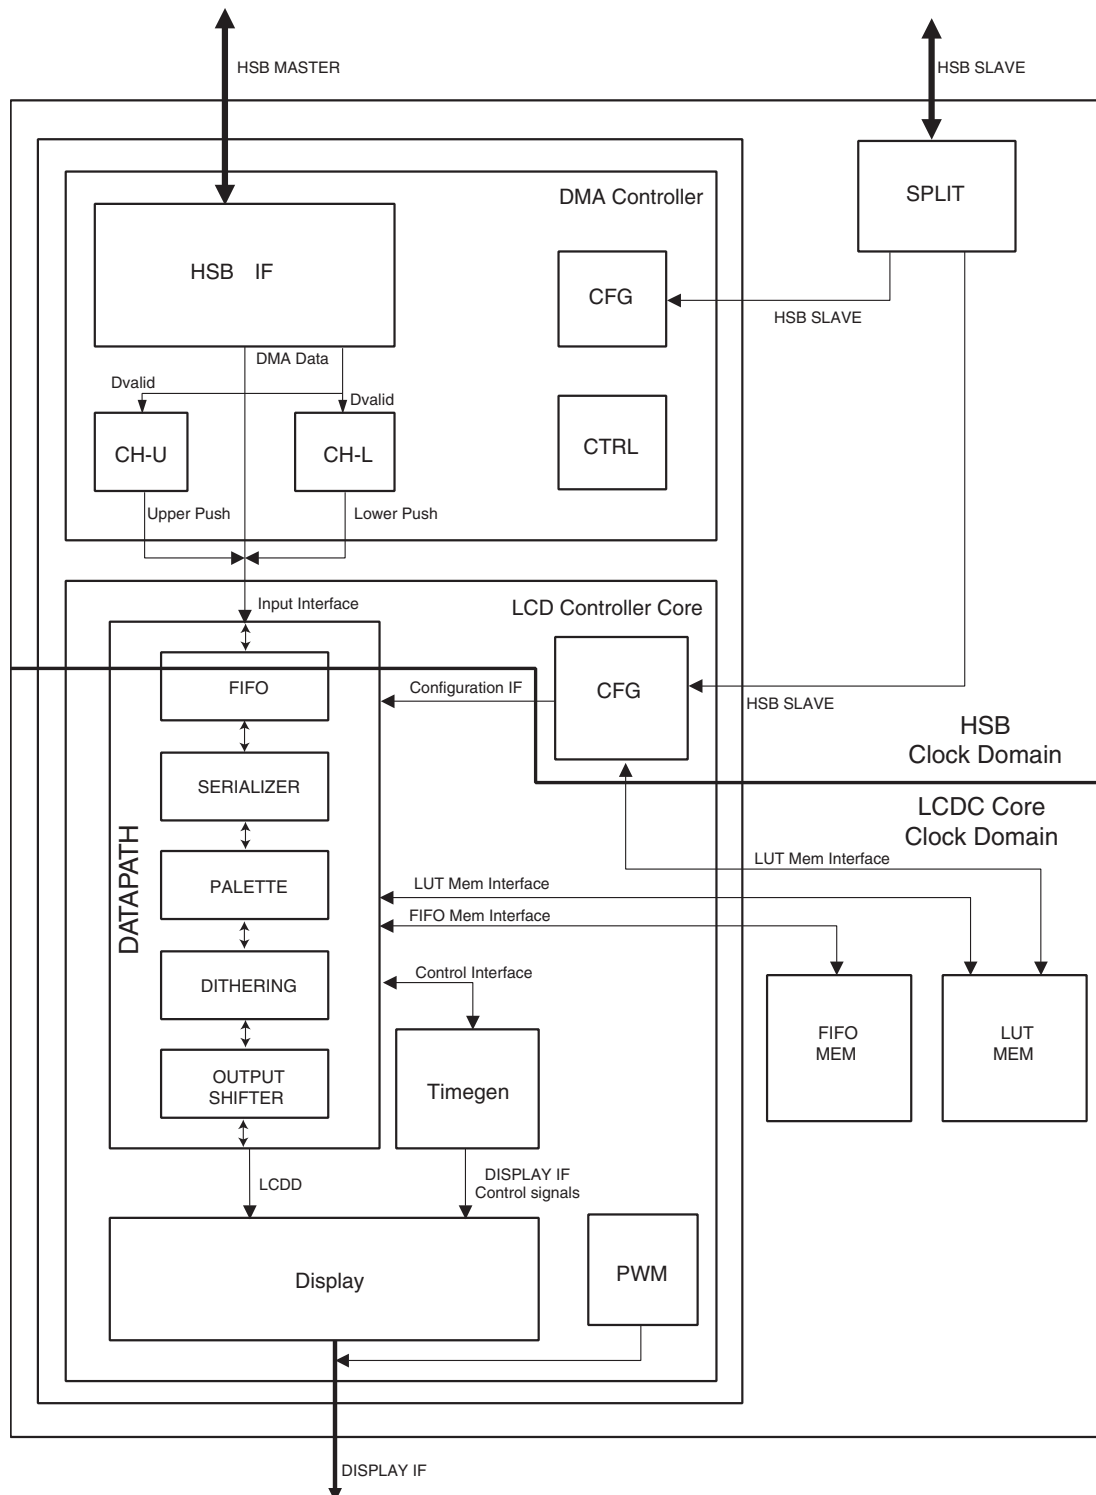 HSB MASTER
HSB SLAVE
DMA Controller
SPLIT
HSB IF
CFG
HSB SLAVE
DMA Data
Dvalid
Dvalid
CH-U
CH-L
CTRL
Upper Push
Lower Push
Input Interface
LCD Controller Core
FIFO
Configuration IF
CFG
HSB SLAVE
HSB
Clock Domain
SERIALIZER
LCDC Core
Clock Domain
DATAPATH
LUT Mem Interface
PALETTE
LUT Mem Interface
FIFO Mem Interface
DITHERING
Control Interface
FIFO
MEM
LUT
MEM
OUTPUT
SHIFTER
Timegen
LCDD
DISPLAY IF
Control signals
Display
PWM
DISPLAY IF